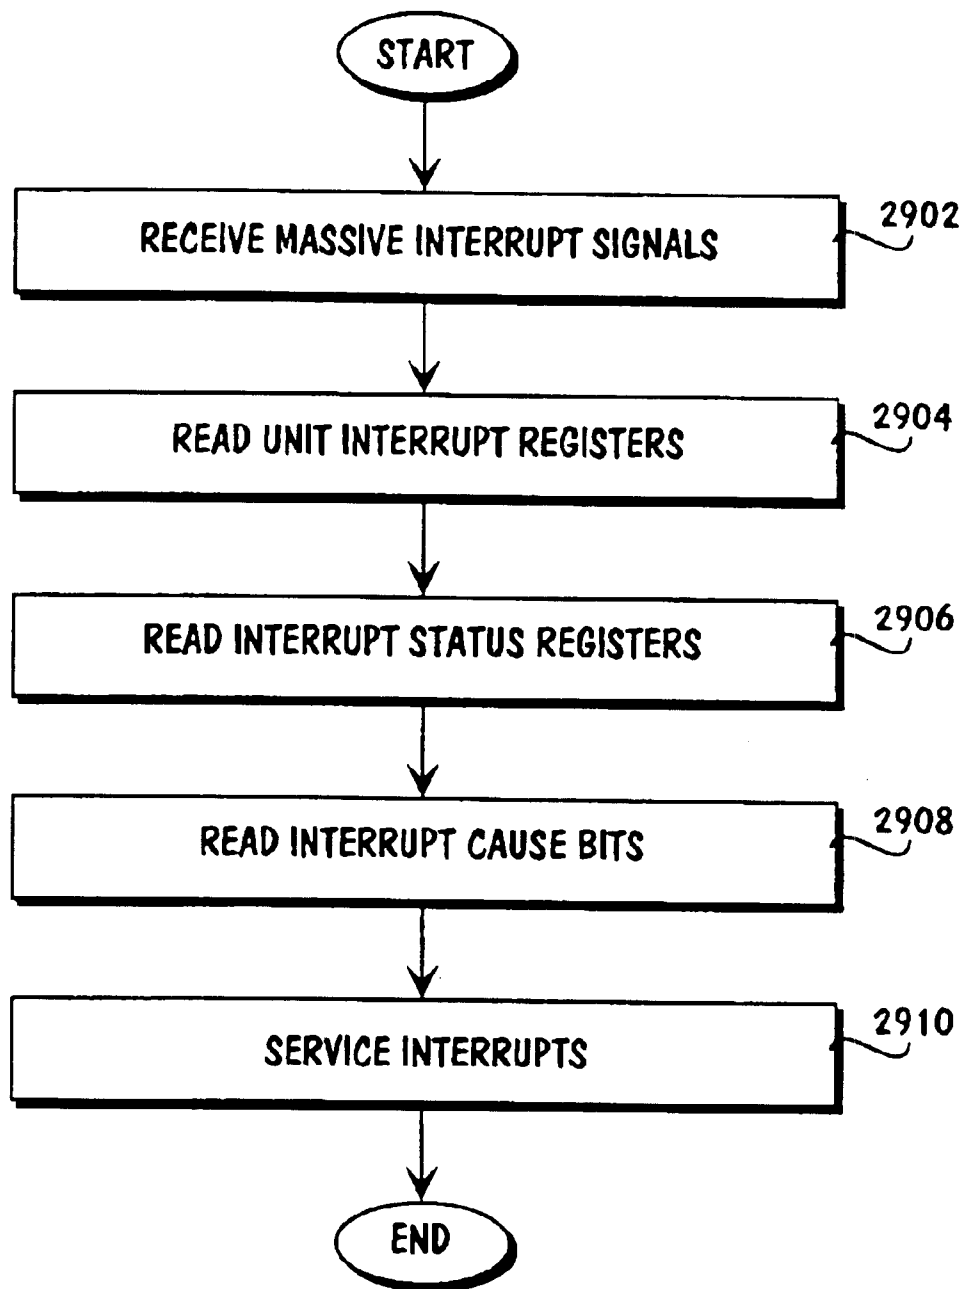 START
RECEIVE MASSIVE INTERRUPT SIGNALS
2902
READ UNIT INTERRUPT REGISTERS
2904
READ INTERRUPT STATUS REGISTERS
2906
READ INTERRUPT CAUSE BITS
2908
SERVICE INTERRUPTS
2910
END